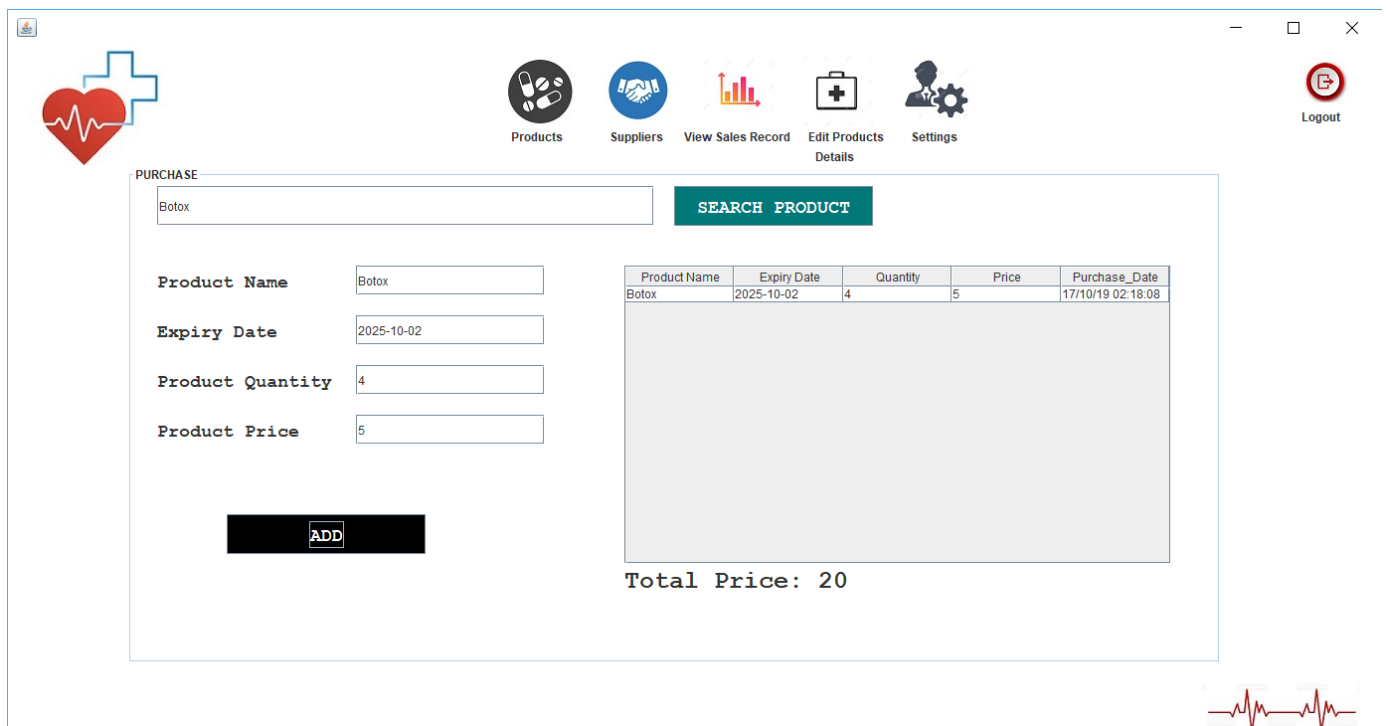 Products
Suppliers
View Sales Record
Edit Products
Details
Settings
Logout
PURCHASE
Botox
SEARCH PRODUCT
Product Name Botox
Expiry Date 2025-10-02
Product Quantity 4
Product Price 5
ADD
Product Name Expiry Date Quantity Price Purchase_Date
Botox 2025-10-02 4 5 17/10/19 02:18:08
Total Price: 20